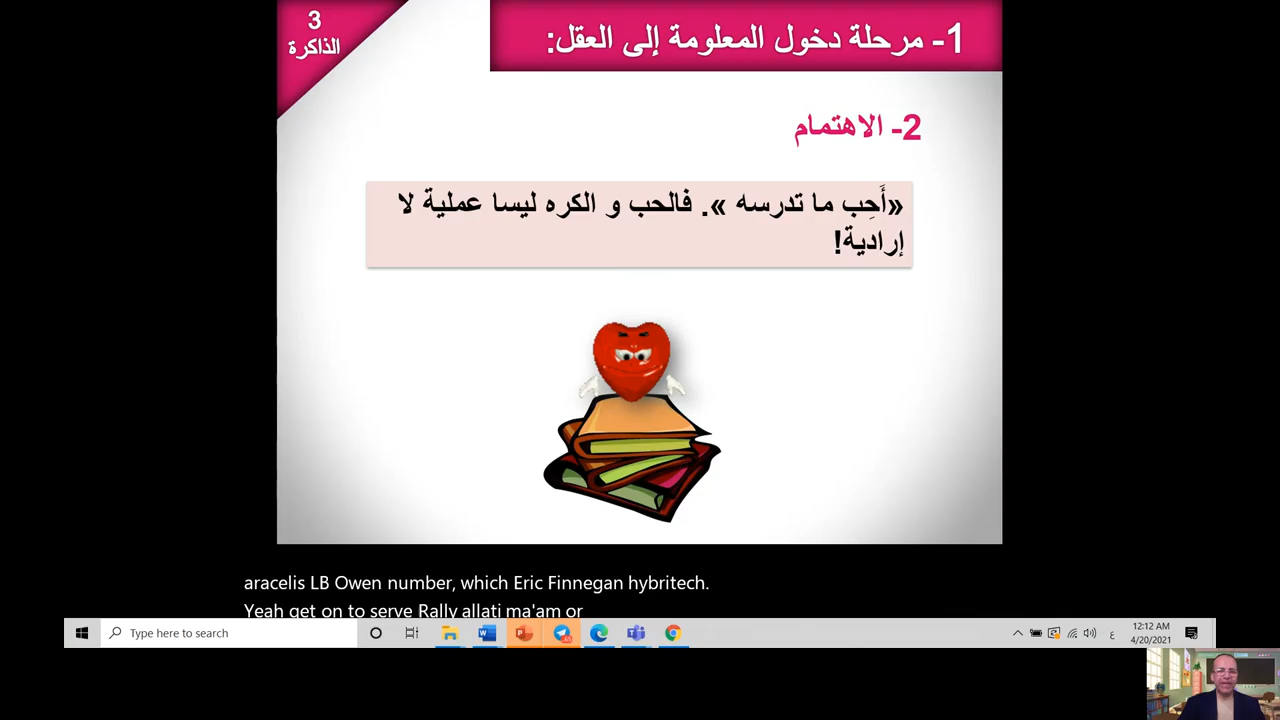 3
الذاكرة
1- مرحلة دخول المعلومة إلى العقل:
2- الاهتمام
«أَحِب ما تدرسه ». فالحب و الكره ليسا عملية لا
إرادية!
aracelis LB Owen number, which Eric Finnegan hybritech.
Yeah get on to serve Rally allati ma'am or
Type here to search
ع
12:12 AM
4/20/2021